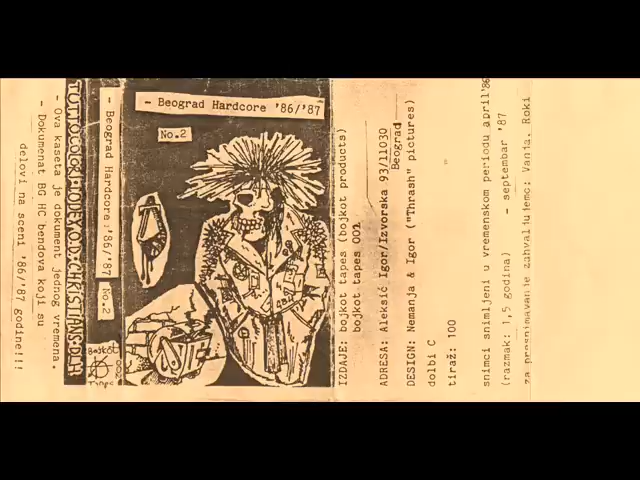 - Ova kaseta je dokument jednog vremena.
- Dokumenat BG HC bendova koji su
delovi na sceni '86/'87 godine!!!
- Beograd Hardcore '86/'87
No.2
Bojkot
002
Tapes
- Beograd Hardcore '86/'87
No.2
IZDAJE: bojkot tapes (bojkot products)
bojkot tapes 002
ADRESA: Aleksić Igor/Izvorska 93/11030
Beograd
DESIGN: Nemanja & Igor ("Thrash" pictures)
dolbi C
tiraž: 100
snimci snimljeni u vremenskom periodu april'86
(razmak: 1,5 godina) - septembar '87
za presnimavanje zahvaljujemo: Vanja, Roki